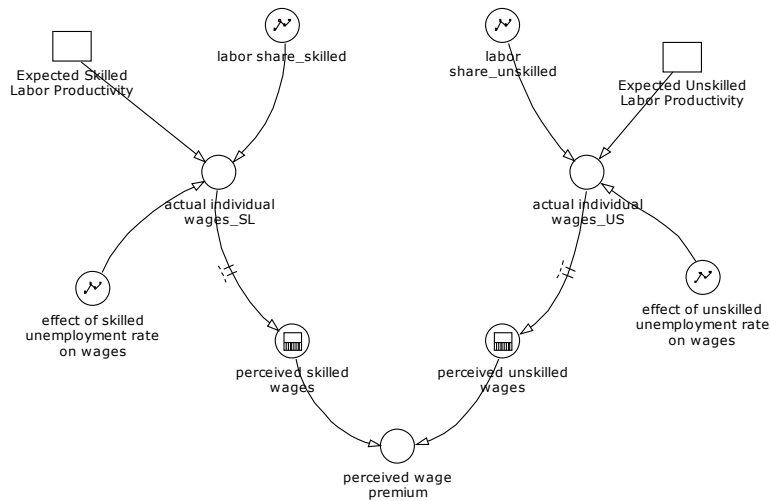 labor share_skilled
labor
share_unskilled
Expected Skilled
Labor Productivity
Expected Unskilled
Labor Productivity
actual individual
wages_SL
actual individual
wages_US
effect of skilled
unemployment rate
on wages
effect of unskilled
unemployment rate
on wages
perceived skilled
wages
perceived unskilled
wages
perceived wage
premium